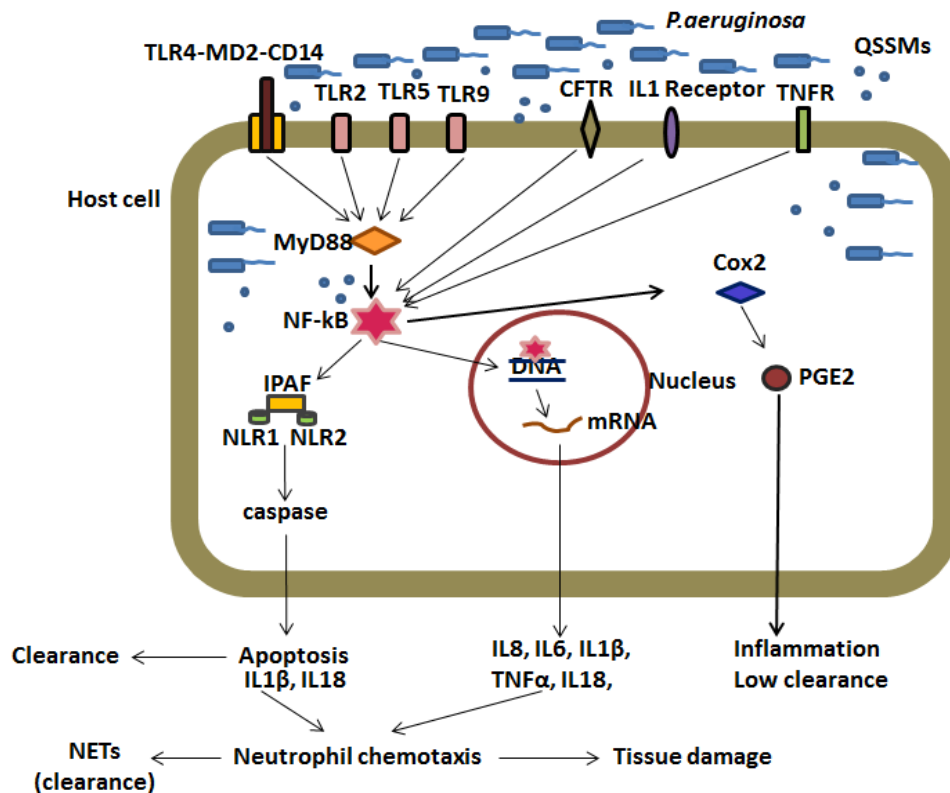 P.aeruginosa
TLR4-MD2-CD14
QSSMs
TLR2
TLR5
TLR9
CFTR
IL1 Receptor
TNFR
Host cell
MyD88
Cox2
NF-kB
DNA
IPAF
Nucleus
PGE2
NLR1
NLR2
mRNA
caspase
Clearance
Apoptosis
IL1β, IL18
IL8, IL6, IL1β,
TNFα, IL18,
Inflammation
Low clearance
NETs
(clearance)
Neutrophil chemotaxis
Tissue damage